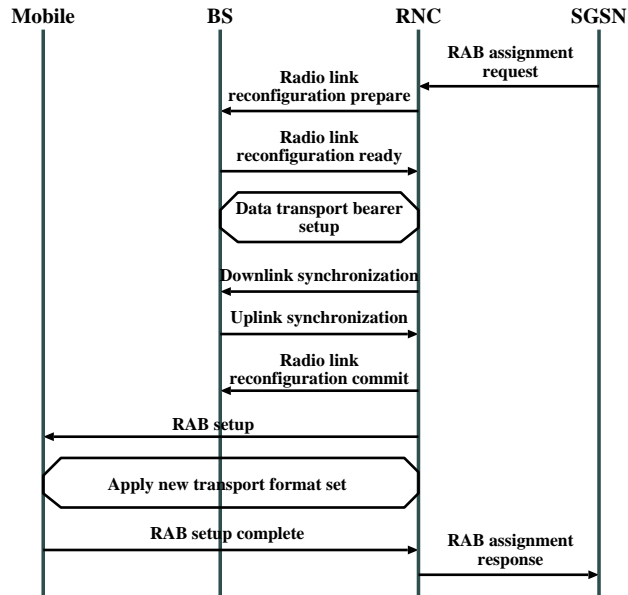 Mobile BS RNC SGSN
RAB assignment
request
Radio link
reconfiguration prepare
Radio link
reconfiguration ready
Data transport bearer
setup
Downlink synchronization
Uplink synchronization
Radio link
reconfiguration commit
RAB setup
Apply new transport format set
RAB setup complete
RAB assignment
response